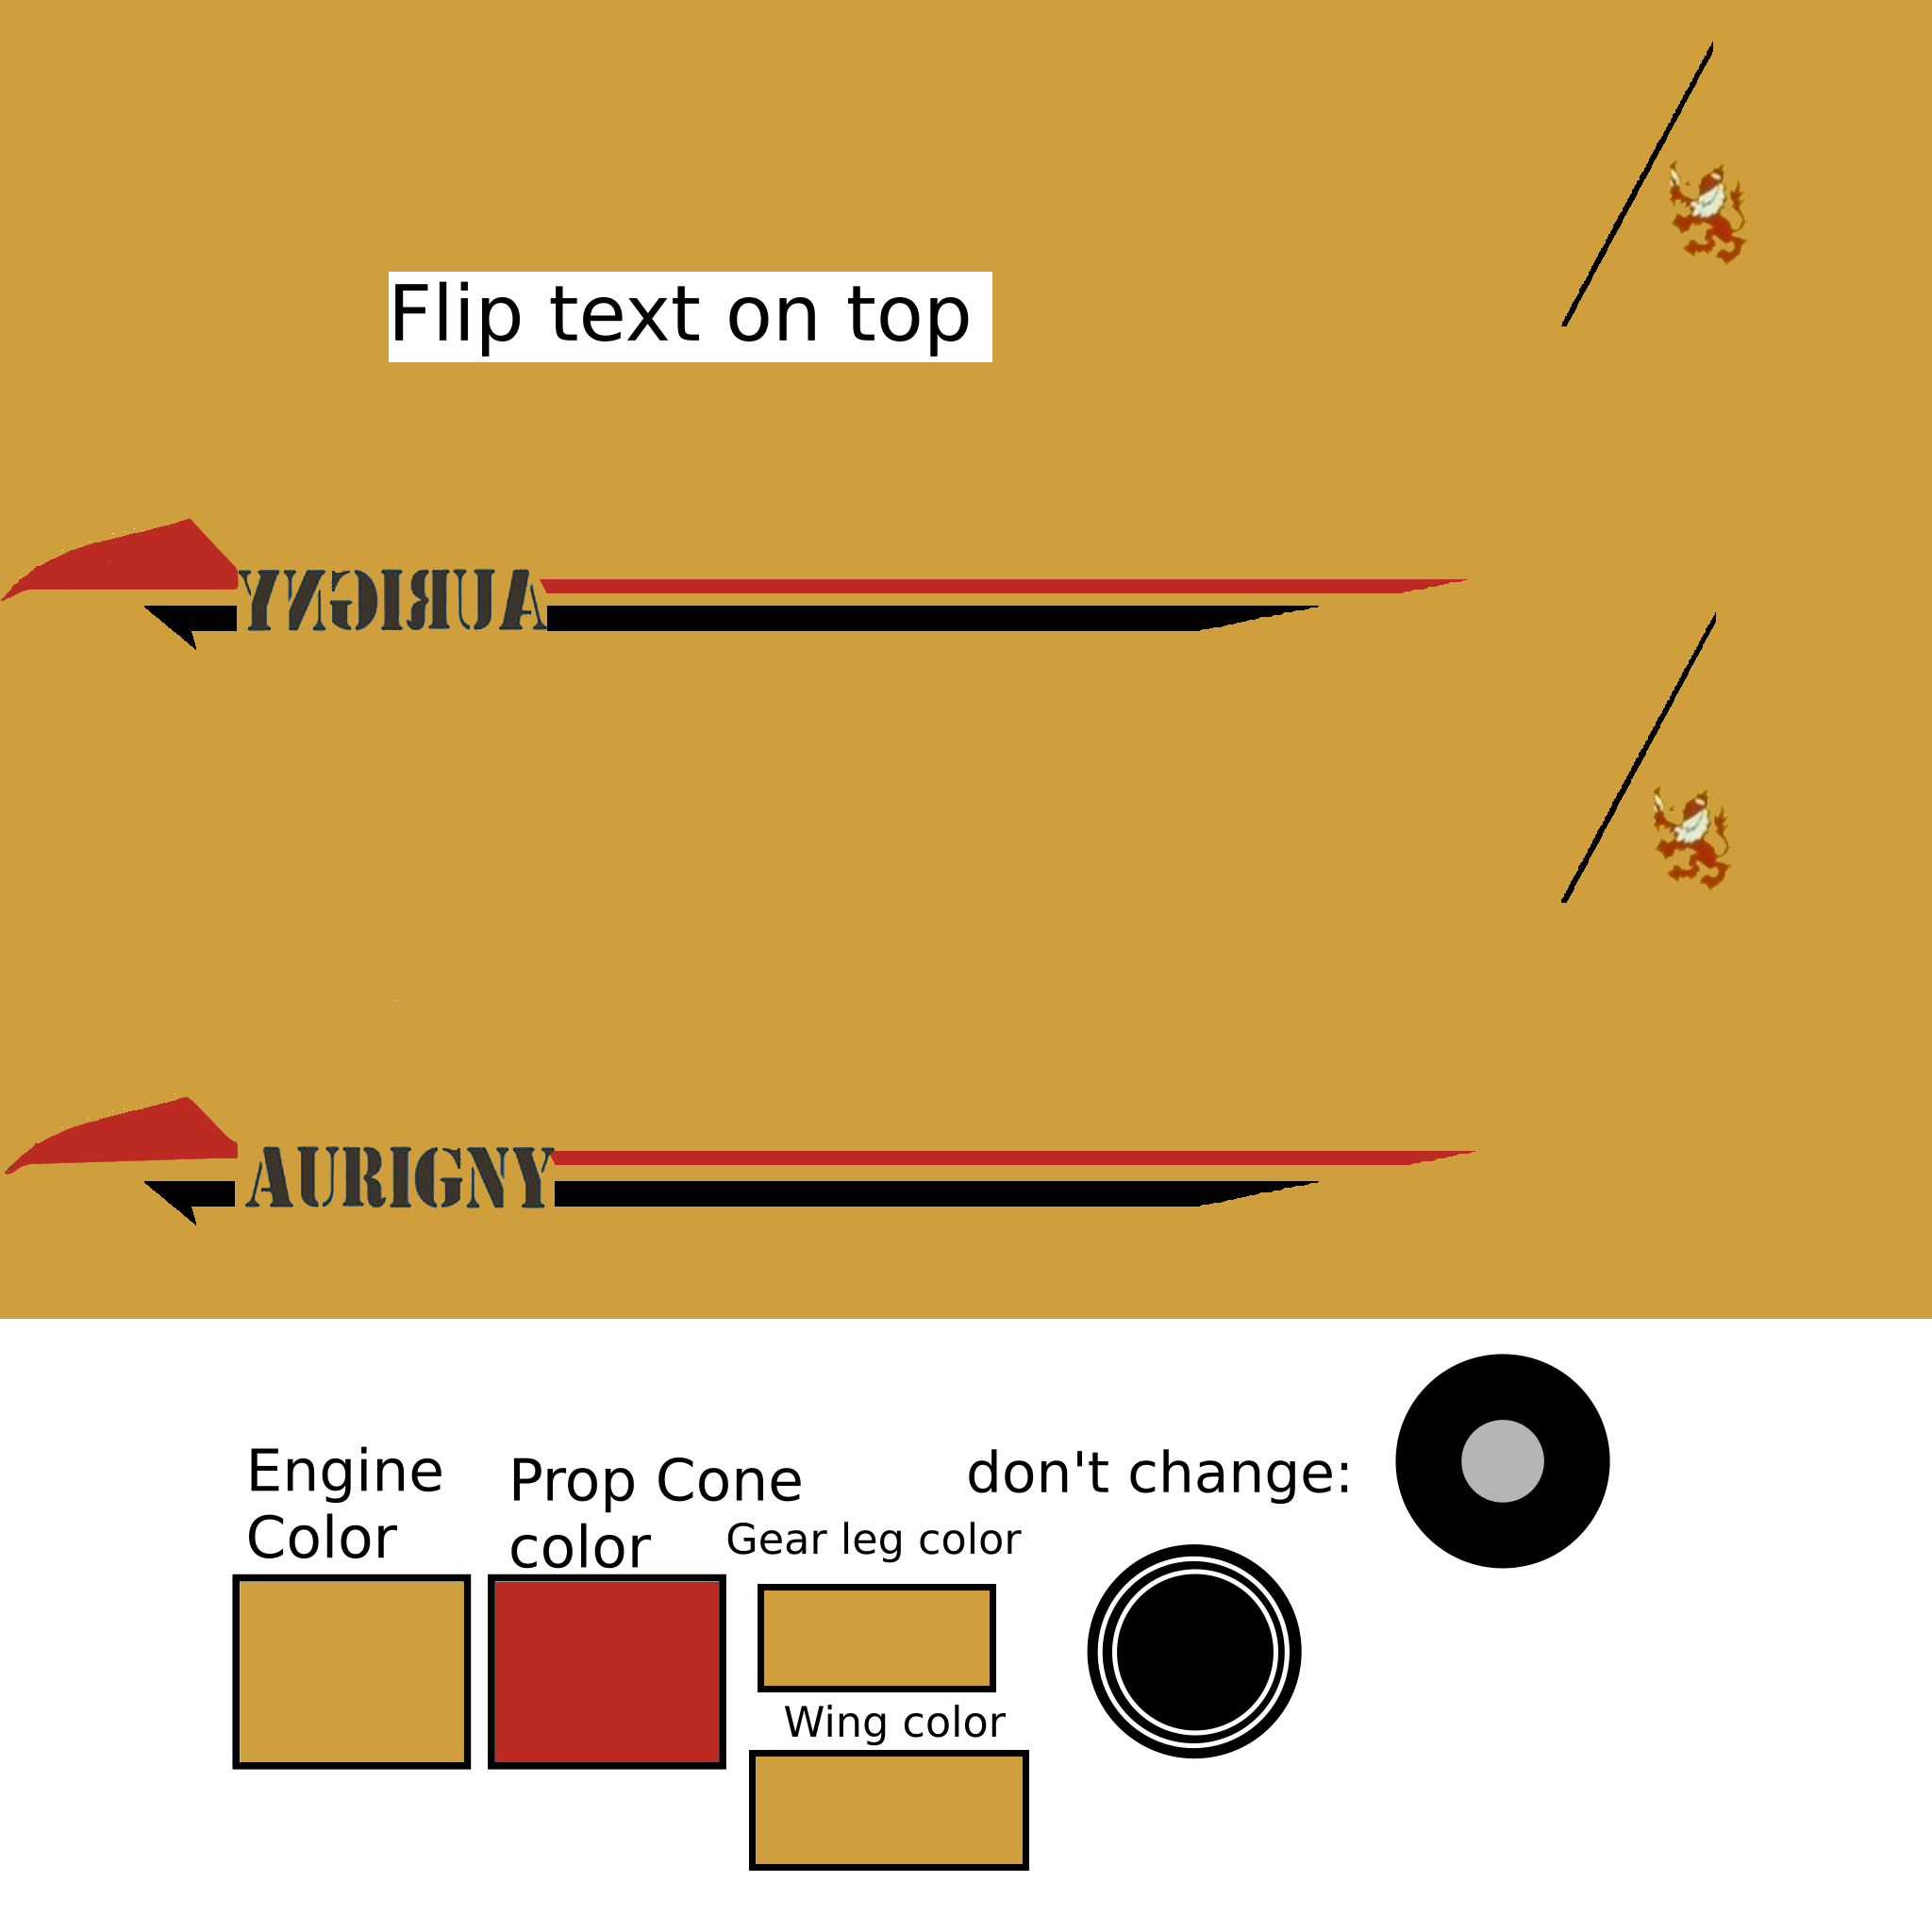 Flip text on top
AURIGNY
AURIGNY
Engine
Color
Prop Cone
color
don't change:
Gear leg color
Wing color